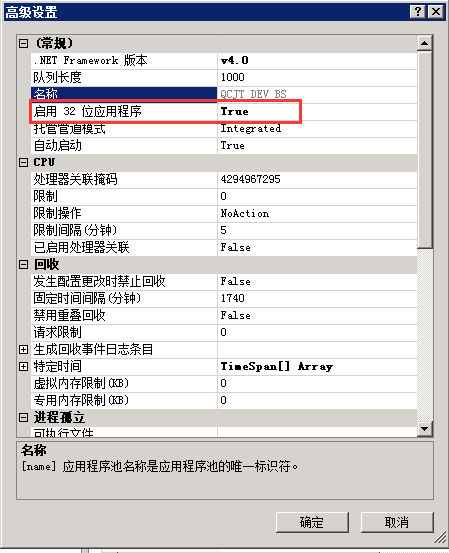 高级设置
(常规)
.NET Framework 版本 v4.0
队列长度 1000
名称 QCJT_DEV_BS
启用 32 位应用程序 True
托管管道模式 Integrated
自动启动 True
CPU
处理器关联掩码 4294967295
限制 0
限制操作 NoAction
限制间隔(分钟) 5
已启用处理器关联 False
回收
发生配置更改时禁止回收 False
固定时间间隔(分钟) 1740
禁用重叠回收 False
请求限制 0
生成回收事件日志条目
特定时间 TimeSpan[] Array
虚拟内存限制(KB) 0
专用内存限制(KB) 0
进程孤立
可执行文件
名称
[name] 应用程序池名称是应用程序池的唯一标识符。
确定 取消